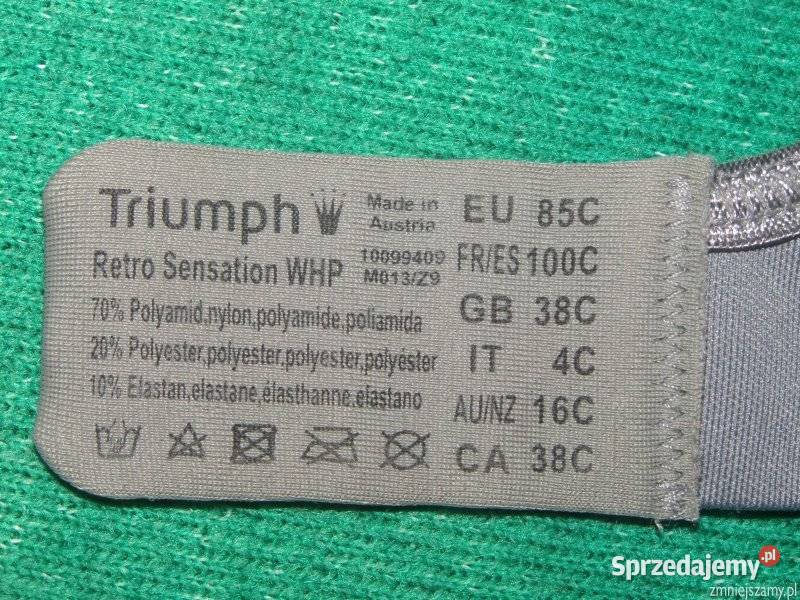 Triumph
Made in
Austria
Retro Sensation WHP
10099409
M013/Z9
70% Polyamid,nylon,polyamide,poliamida
20% Polyester,polyester,polyester,polyéster
10% Elastan,elastane,élasthanne,elastano
EU 85C
FR/ES 100C
GB 38C
IT 4C
AU/NZ 16C
CA 38C
Sprzedajemy.pl
zmniejszamy.pl